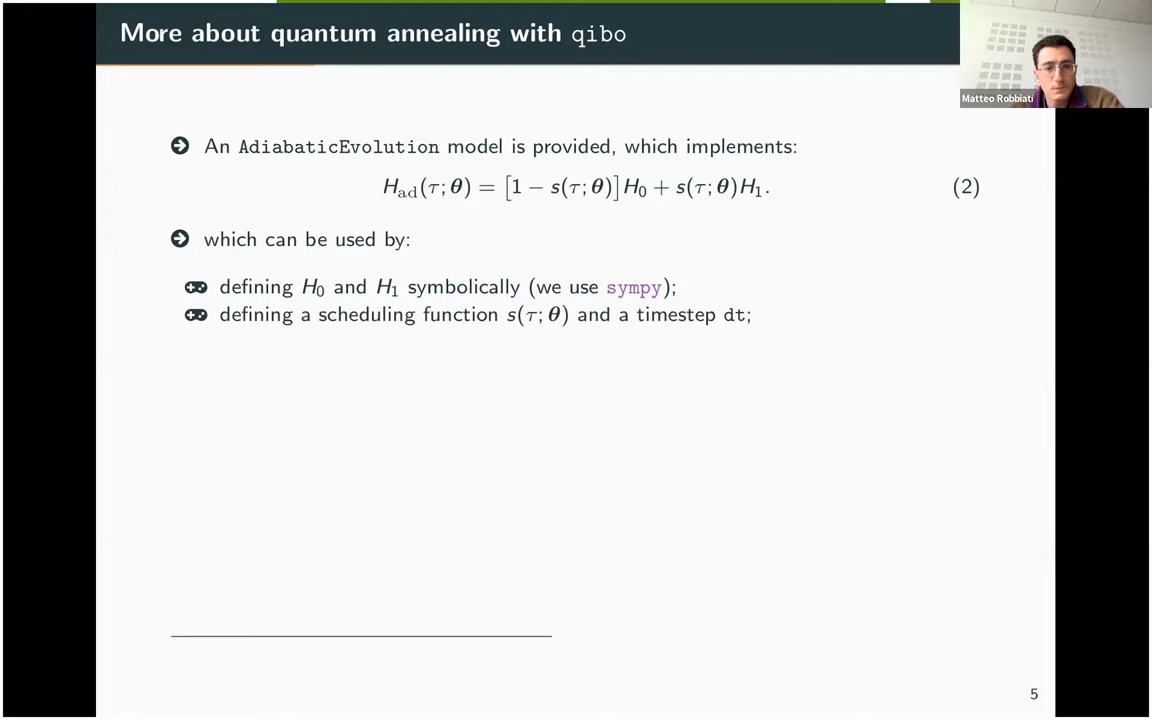 More about quantum annealing with qibo
Matteo Robbiati
An AdiabaticEvolution model is provided, which implements:
H_ad(τ; θ) = [1 − s(τ; θ)]H_0 + s(τ; θ)H_1. (2)
which can be used by:
defining H_0 and H_1 symbolically (we use sympy);
defining a scheduling function s(τ; θ) and a timestep dt;
5